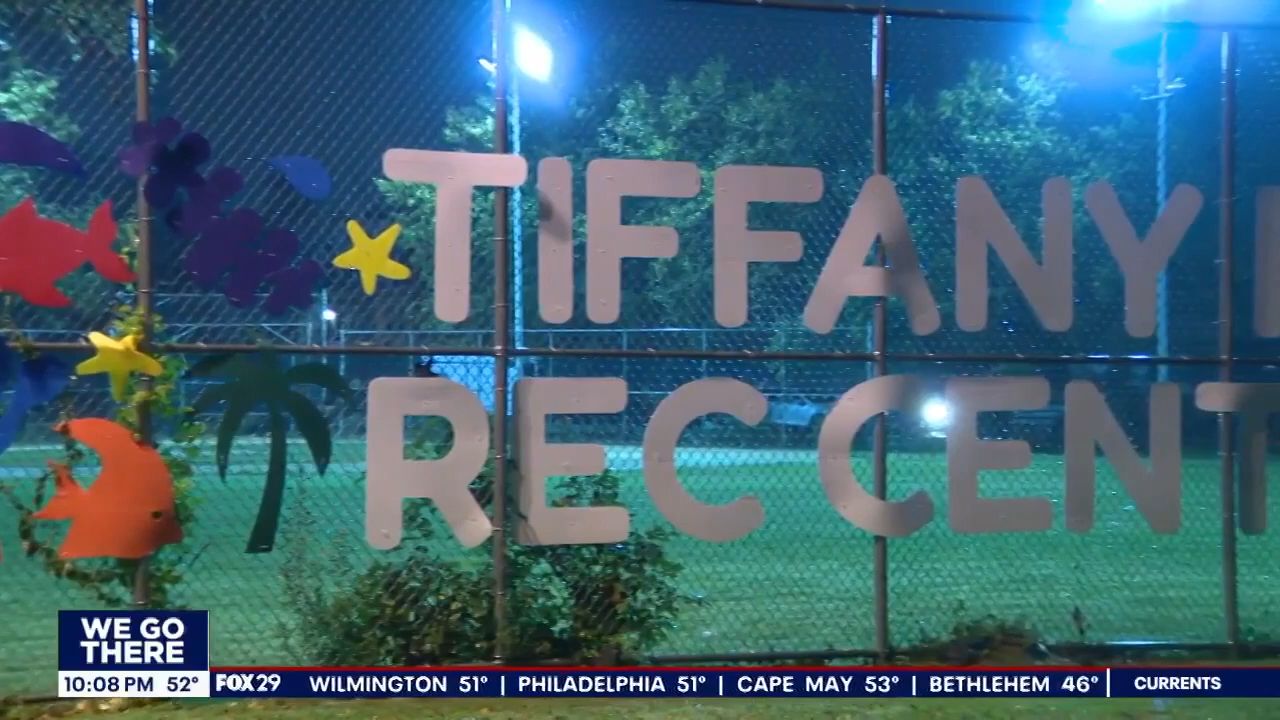 TIFFANY
REC CENT
WE GO
THERE
10:08 PM 52°
FOX29 WILMINGTON 51° | PHILADELPHIA 51° | CAPE MAY 53° | BETHLEHEM 46° | CURRENTS